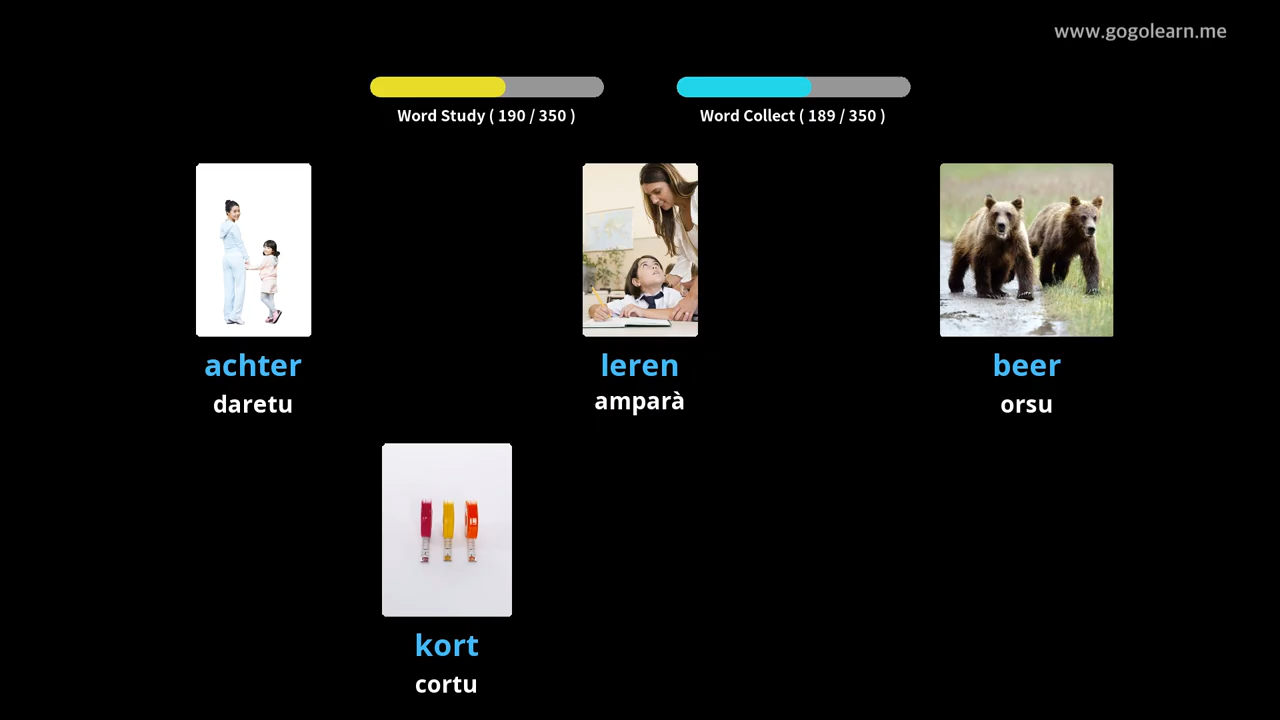 www.gogolearn.me
Word Study ( 190 / 350 )
Word Collect ( 189 / 350 )
achter
daretu
leren
amparà
beer
orsu
kort
cortu